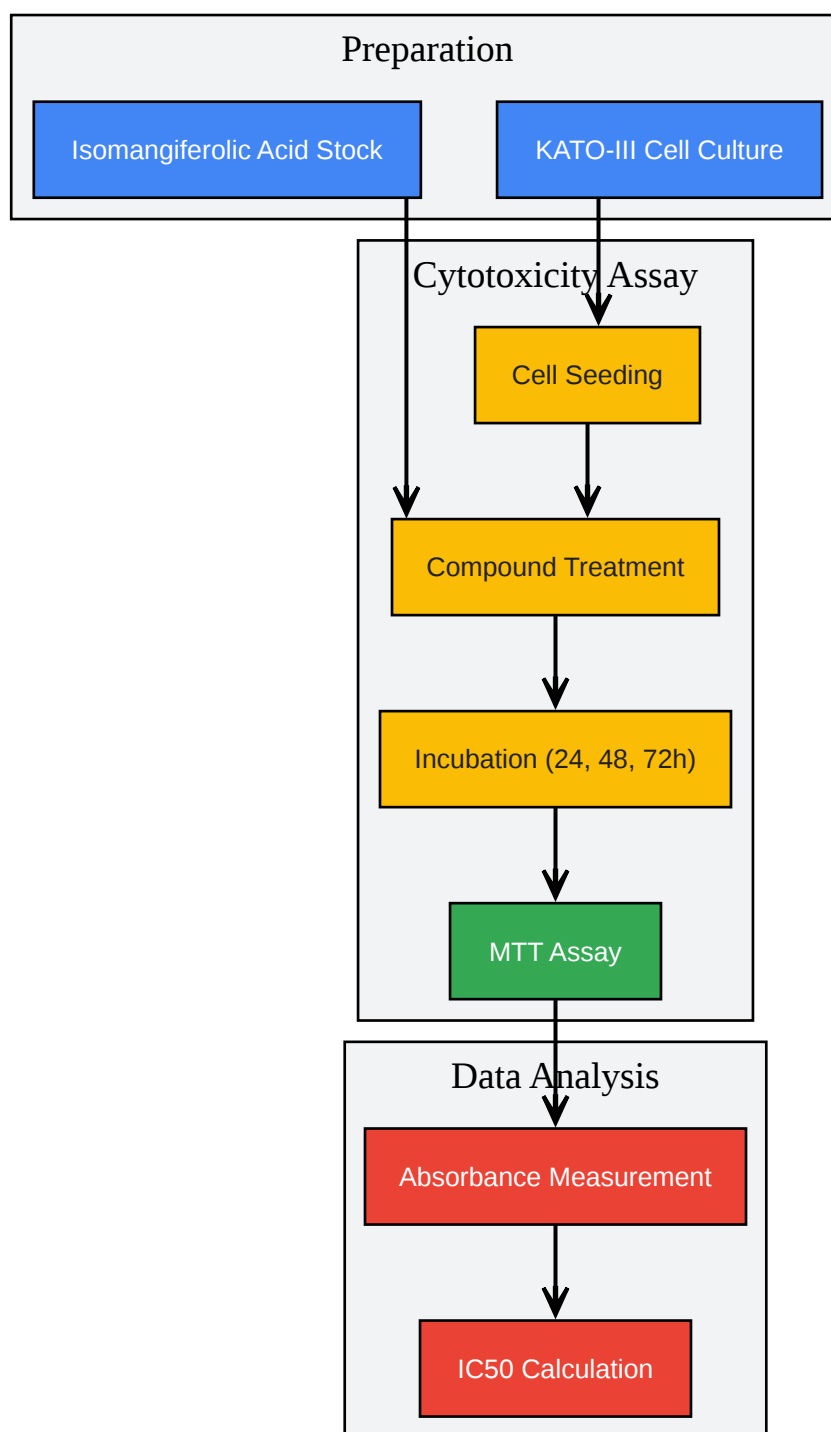 Preparation
Isomangiferolic Acid Stock
KATO-III Cell Culture
Cytotoxicity Assay
Cell Seeding
Compound Treatment
Incubation (24, 48, 72h)
MTT Assay
Data Analysis
Absorbance Measurement
IC50 Calculation